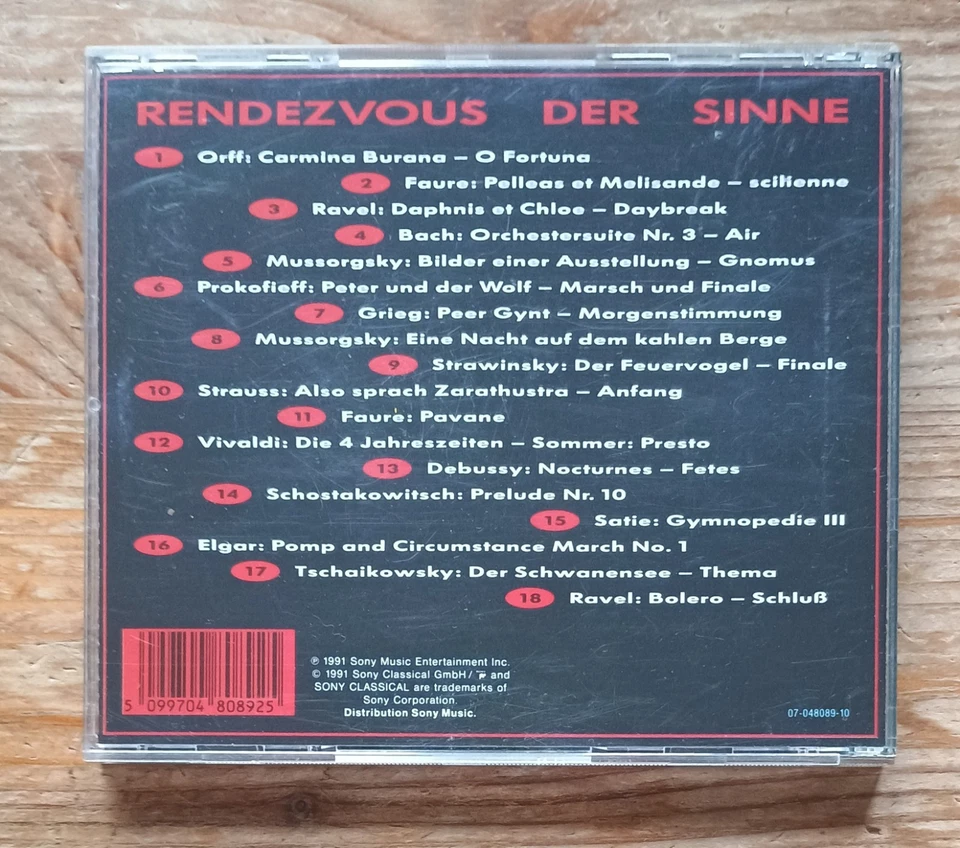 RENDEZVOUS DER SINNE
1 Orff: Carmina Burana – O Fortuna
2 Faure: Pelleas et Melisande – scilienne
3 Ravel: Daphnis et Chloe – Daybreak
4 Bach: Orchestersuite Nr. 3 – Air
5 Mussorgsky: Bilder einer Ausstellung – Gnomus
6 Prokofieff: Peter und der Wolf – Marsch und Finale
7 Grieg: Peer Gynt – Morgenstimmung
8 Mussorgsky: Eine Nacht auf dem kahlen Berge
9 Strawinsky: Der Feuervogel – Finale
10 Strauss: Also sprach Zarathustra – Anfang
11 Faure: Pavane
12 Vivaldi: Die 4 Jahreszeiten – Sommer: Presto
13 Debussy: Nocturnes – Fetes
14 Schostakowitsch: Prelude Nr. 10
15 Satie: Gymnopedie III
16 Elgar: Pomp and Circumstance March No. 1
17 Tschaikowsky: Der Schwanensee – Thema
18 Ravel: Bolero – Schluß
℗ 1991 Sony Music Entertainment Inc.
© 1991 Sony Classical GmbH / and
SONY CLASSICAL are trademarks of
Sony Corporation.
Distribution Sony Music.
5 099704 808925
07-048089-10